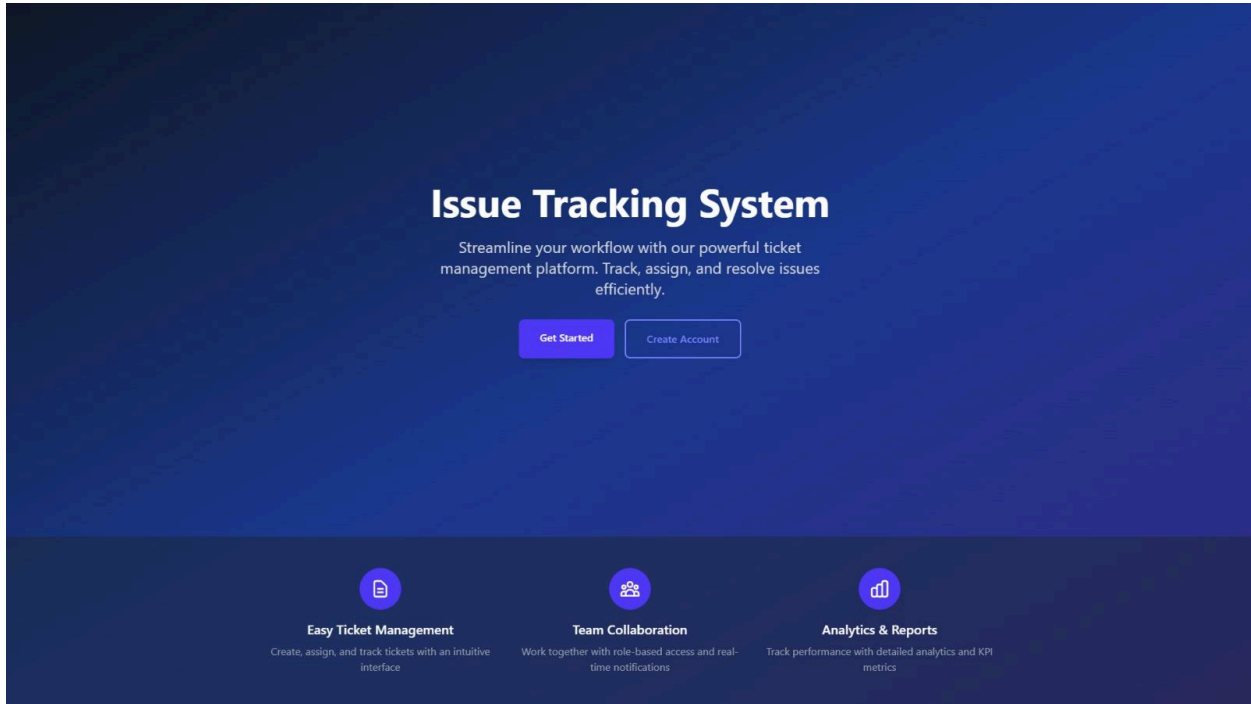 Issue Tracking System
Streamline your workflow with our powerful ticket
management platform. Track, assign, and resolve issues
efficiently.
Get Started
Create Account
Easy Ticket Management
Create, assign, and track tickets with an intuitive
interface
Team Collaboration
Work together with role-based access and real-
time notifications
Analytics & Reports
Track performance with detailed analytics and KPI
metrics